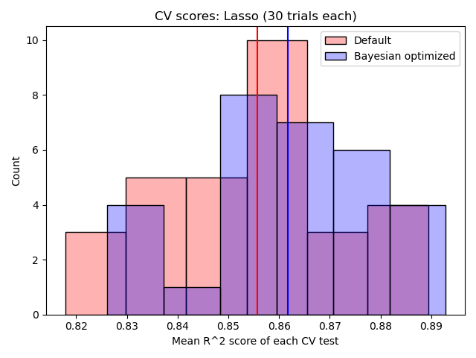 CV scores: Lasso (30 trials each)
Default
Bayesian optimized
Count
10
8
6
4
2
0
0.82 0.83 0.84 0.85 0.86 0.87 0.88 0.89
Mean R^2 score of each CV test